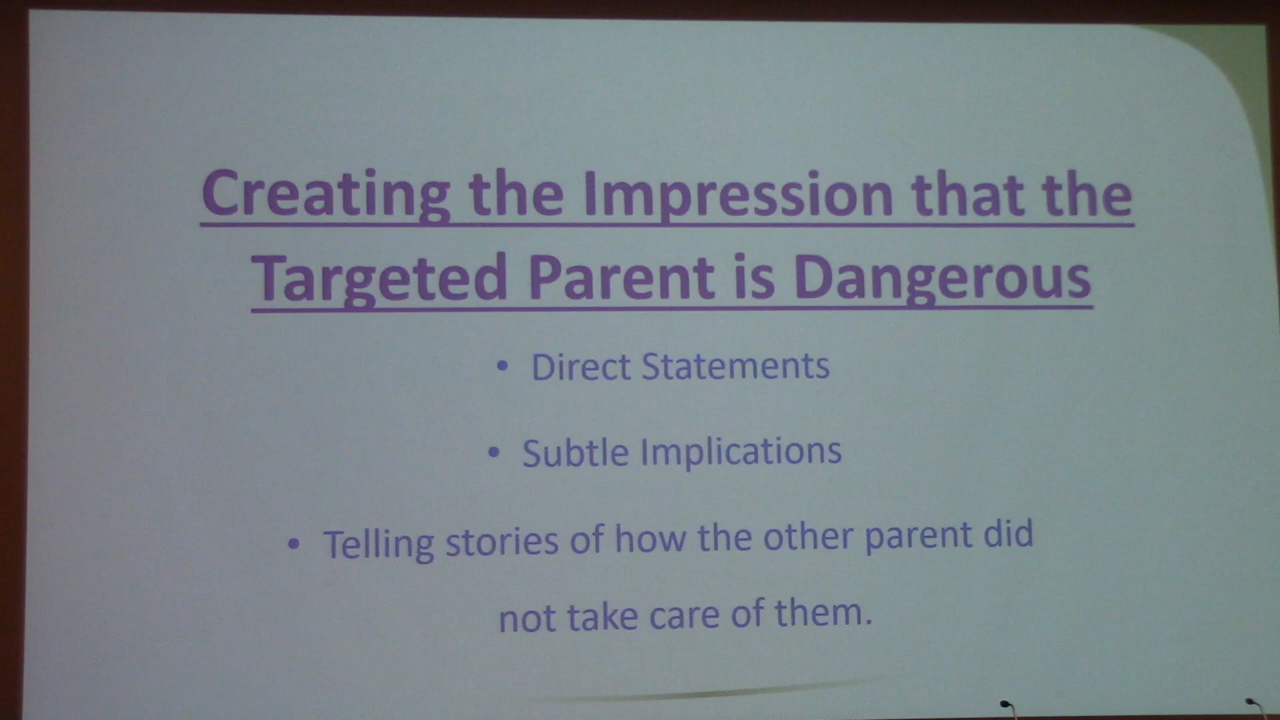 Creating the Impression that the
Targeted Parent is Dangerous
• Direct Statements
• Subtle Implications
• Telling stories of how the other parent did
not take care of them.